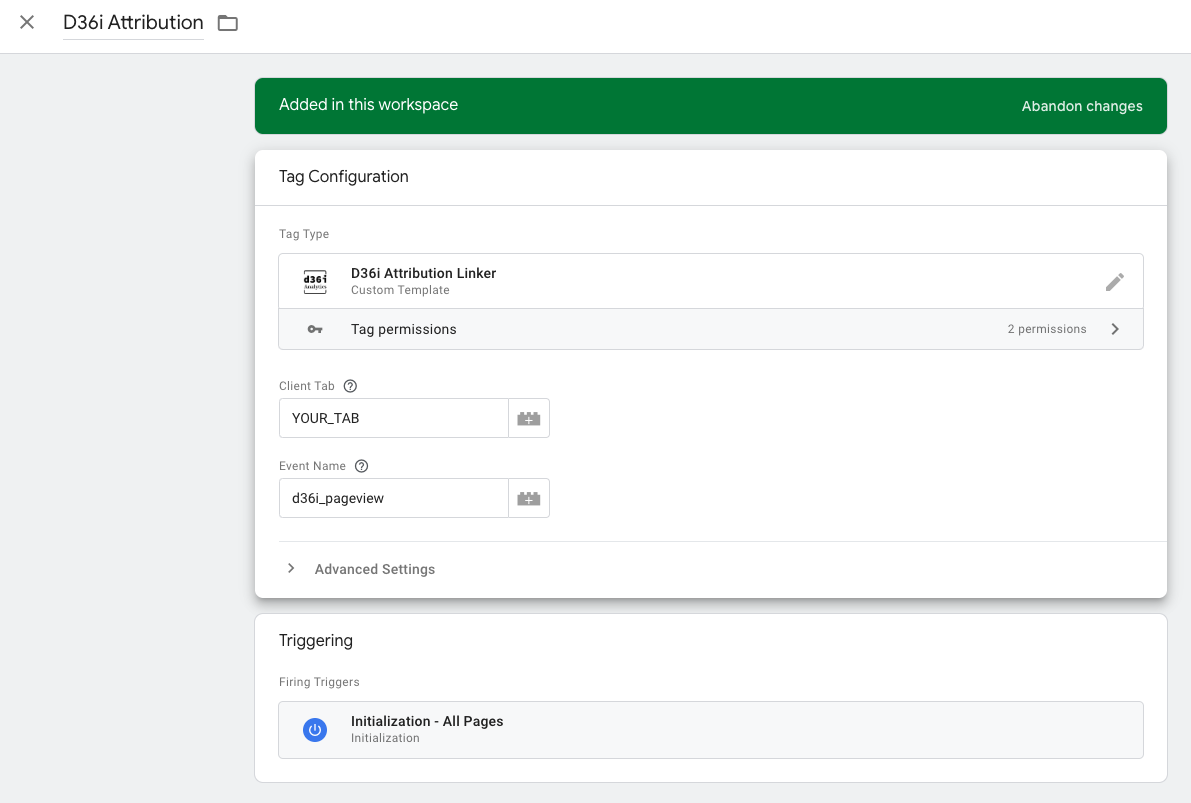 D36i Attribution
Added in this workspace
Abandon changes
Tag Configuration
Tag Type
d36i
Analytics
D36i Attribution Linker
Custom Template
Tag permissions
2 permissions
Client Tab
YOUR_TAB
Event Name
d36i_pageview
Advanced Settings
Triggering
Firing Triggers
Initialization - All Pages
Initialization